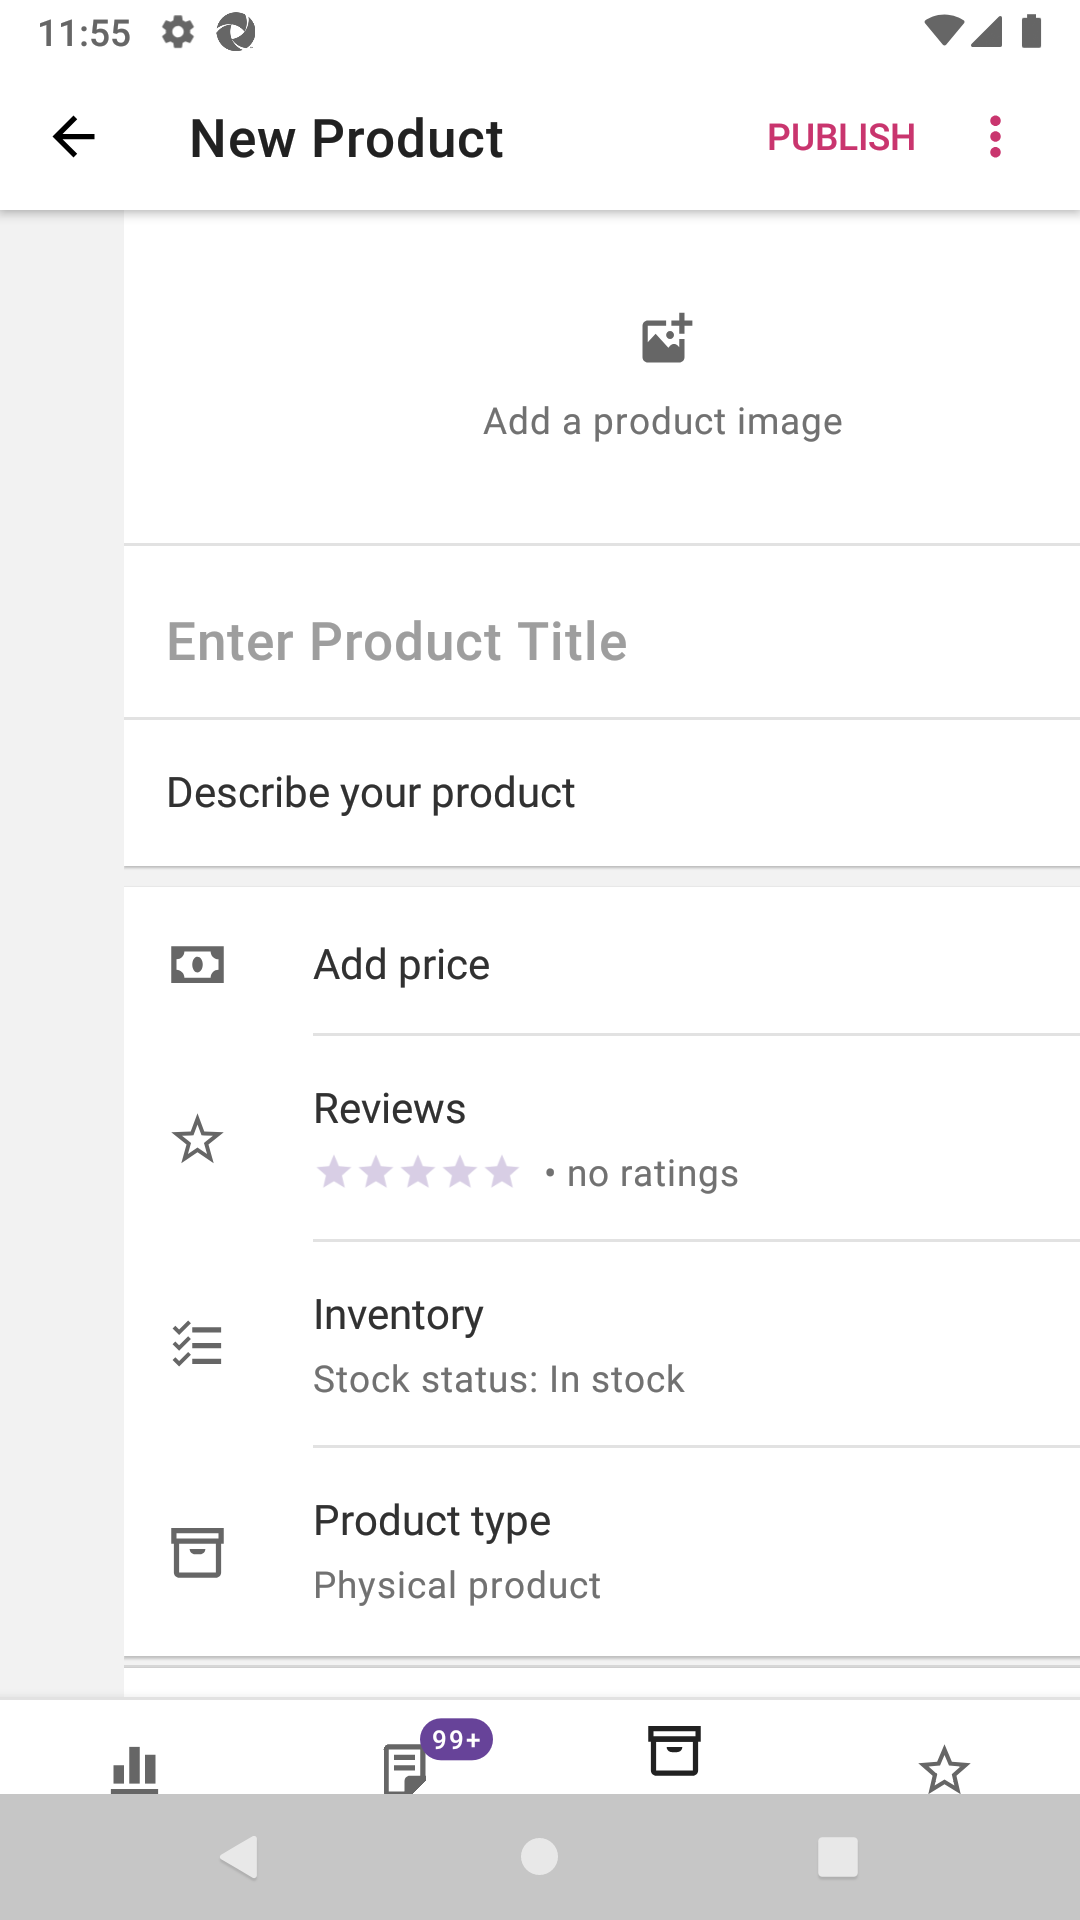 11:55
New Product
PUBLISH
Add a product image
Enter Product Title
Describe your product
Add price
Reviews
• no ratings
Inventory
Stock status: In stock
Product type
Physical product
99+